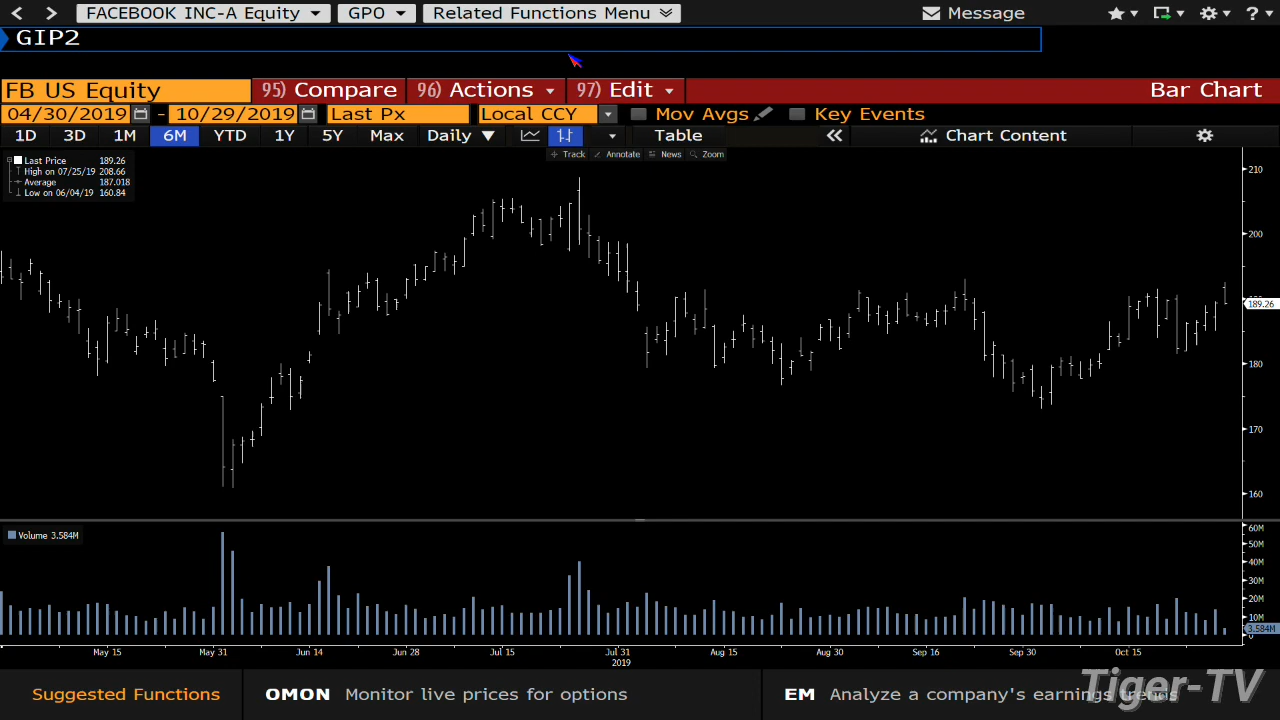 FACEBOOK INC-A Equity GPO Related Functions Menu Message ?
GIP2
FB US Equity 95) Compare 96) Actions 97) Edit Bar Chart
04/30/2019 - 10/29/2019 Last Px Local CCY Mov Avgs Key Events
1D 3D 1M 6M YTD 1Y 5Y Max Daily ▼ Table « Chart Content
Track Annotate News Zoom
Last Price 189.26
High on 07/25/19 208.66
Average 187.018
Low on 06/04/19 160.84
210
200
189.26
180
170
160
Volume 3.584M
60M
50M
40M
30M
20M
10M
3.584M
0
May 15 May 31 Jun 14 Jun 28 Jul 15 Jul 31 Aug 15 Aug 30 Sep 16 Sep 30 Oct 15
2019
Suggested Functions OMON Monitor live prices for options EM Analyze a company's earnings trends
Tiger-TV